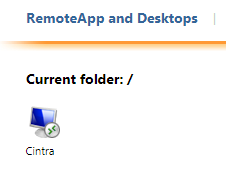 RemoteApp and Desktops
Current folder: /
Cintra